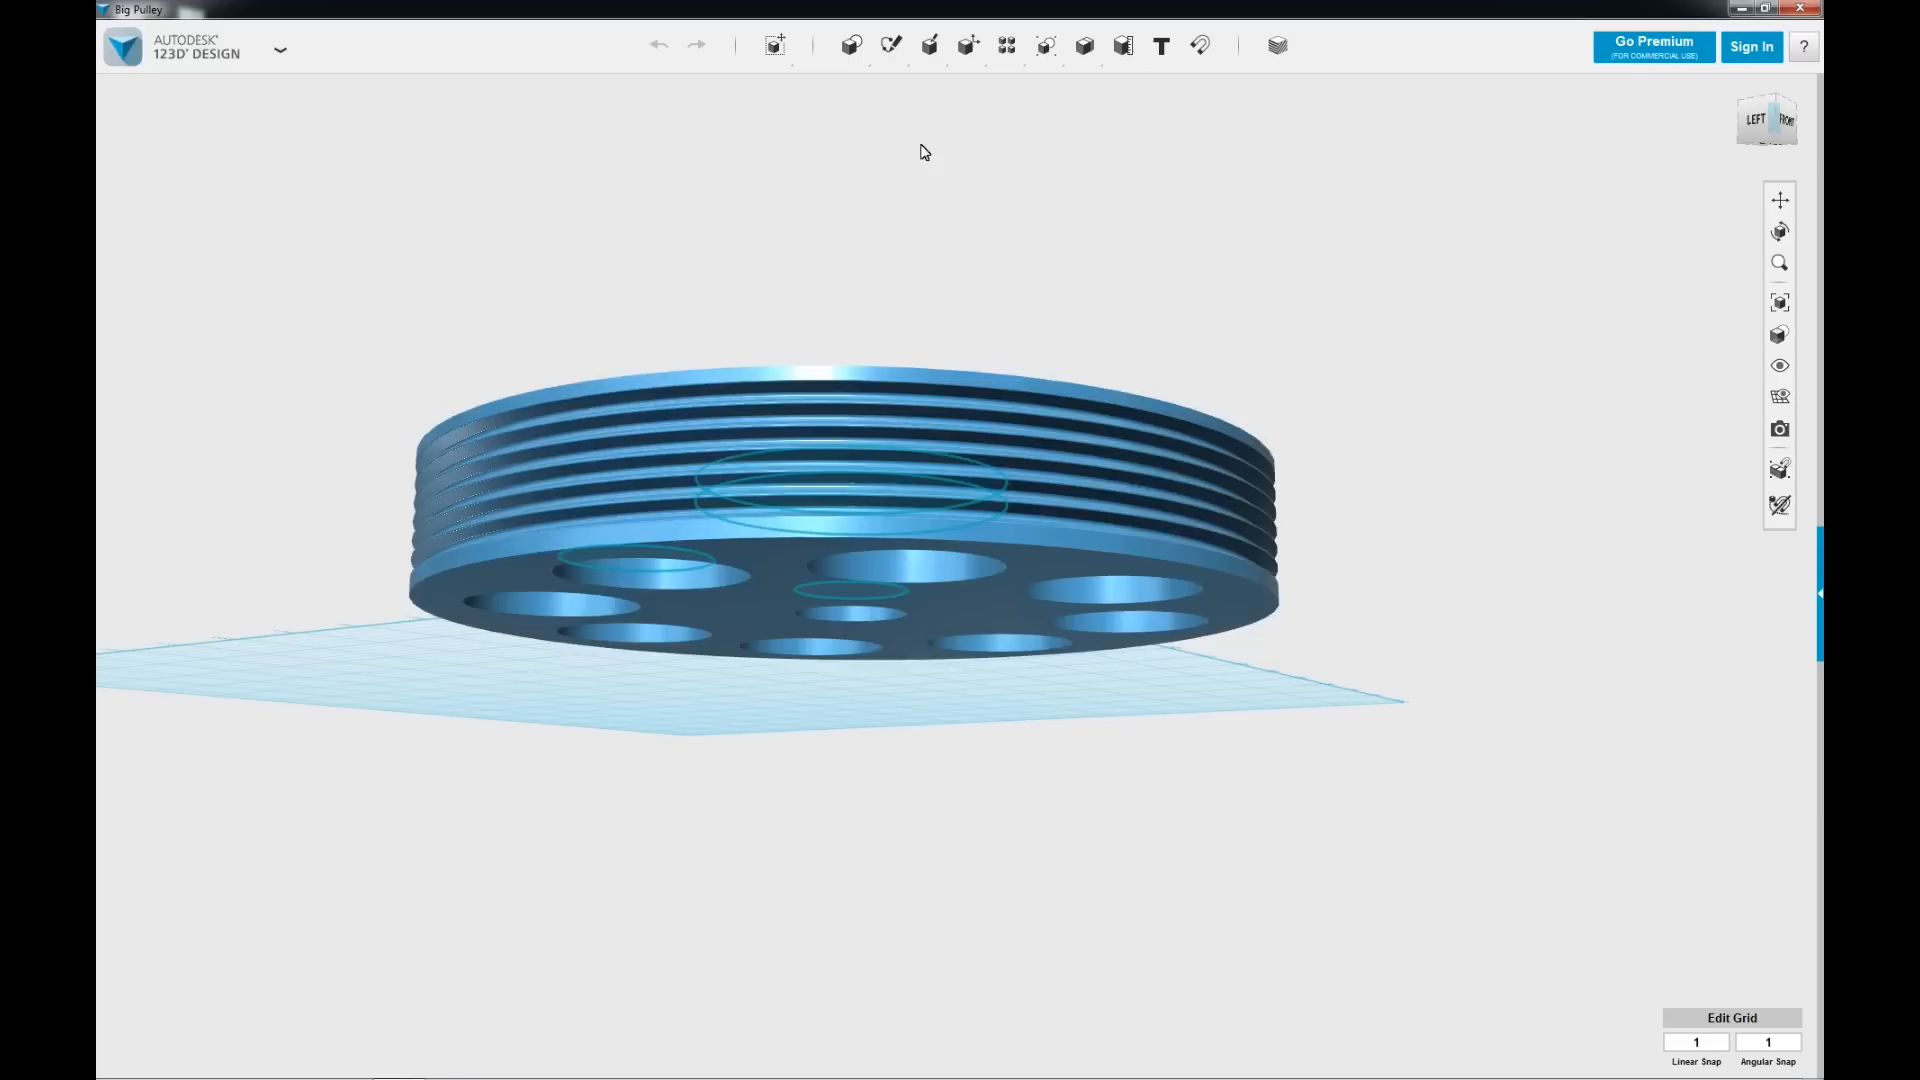 Big Pulley
AUTODESK®
123D® DESIGN
Go Premium
(FOR COMMERCIAL USE)
Sign In
?
LEFT
FRONT
Edit Grid
1
1
Linear Snap
Angular Snap